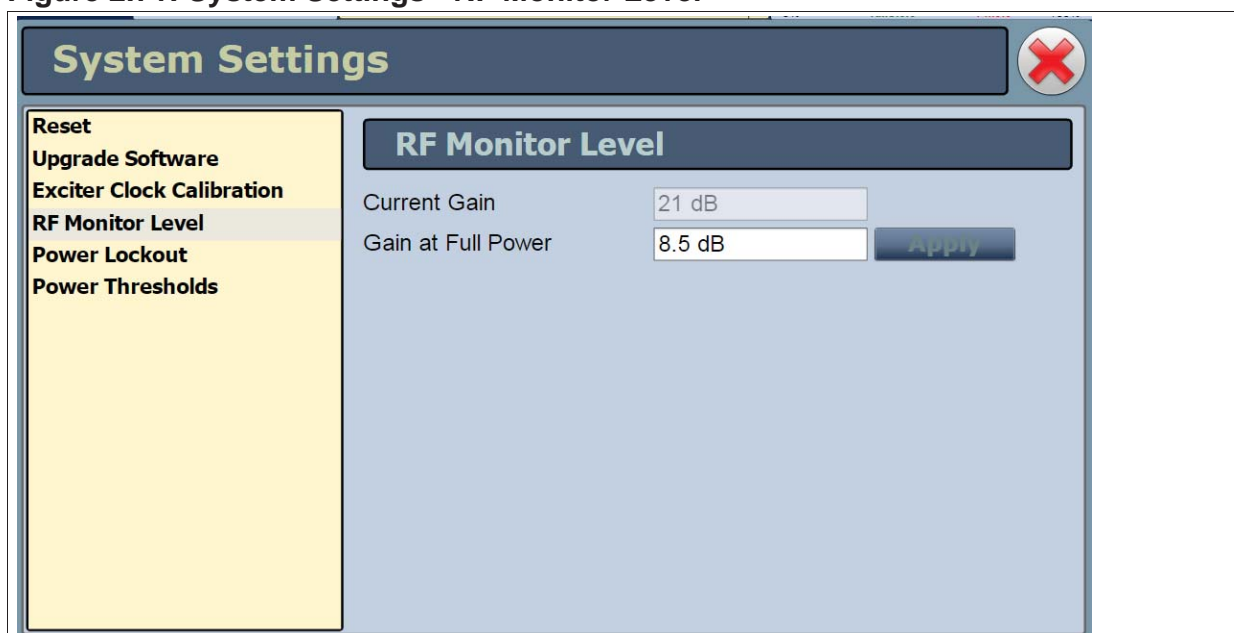 System Settings
Reset
Upgrade Software
Exciter Clock Calibration
RF Monitor Level
Power Lockout
Power Thresholds
RF Monitor Level
Current Gain 21 dB
Gain at Full Power 8.5 dB Apply